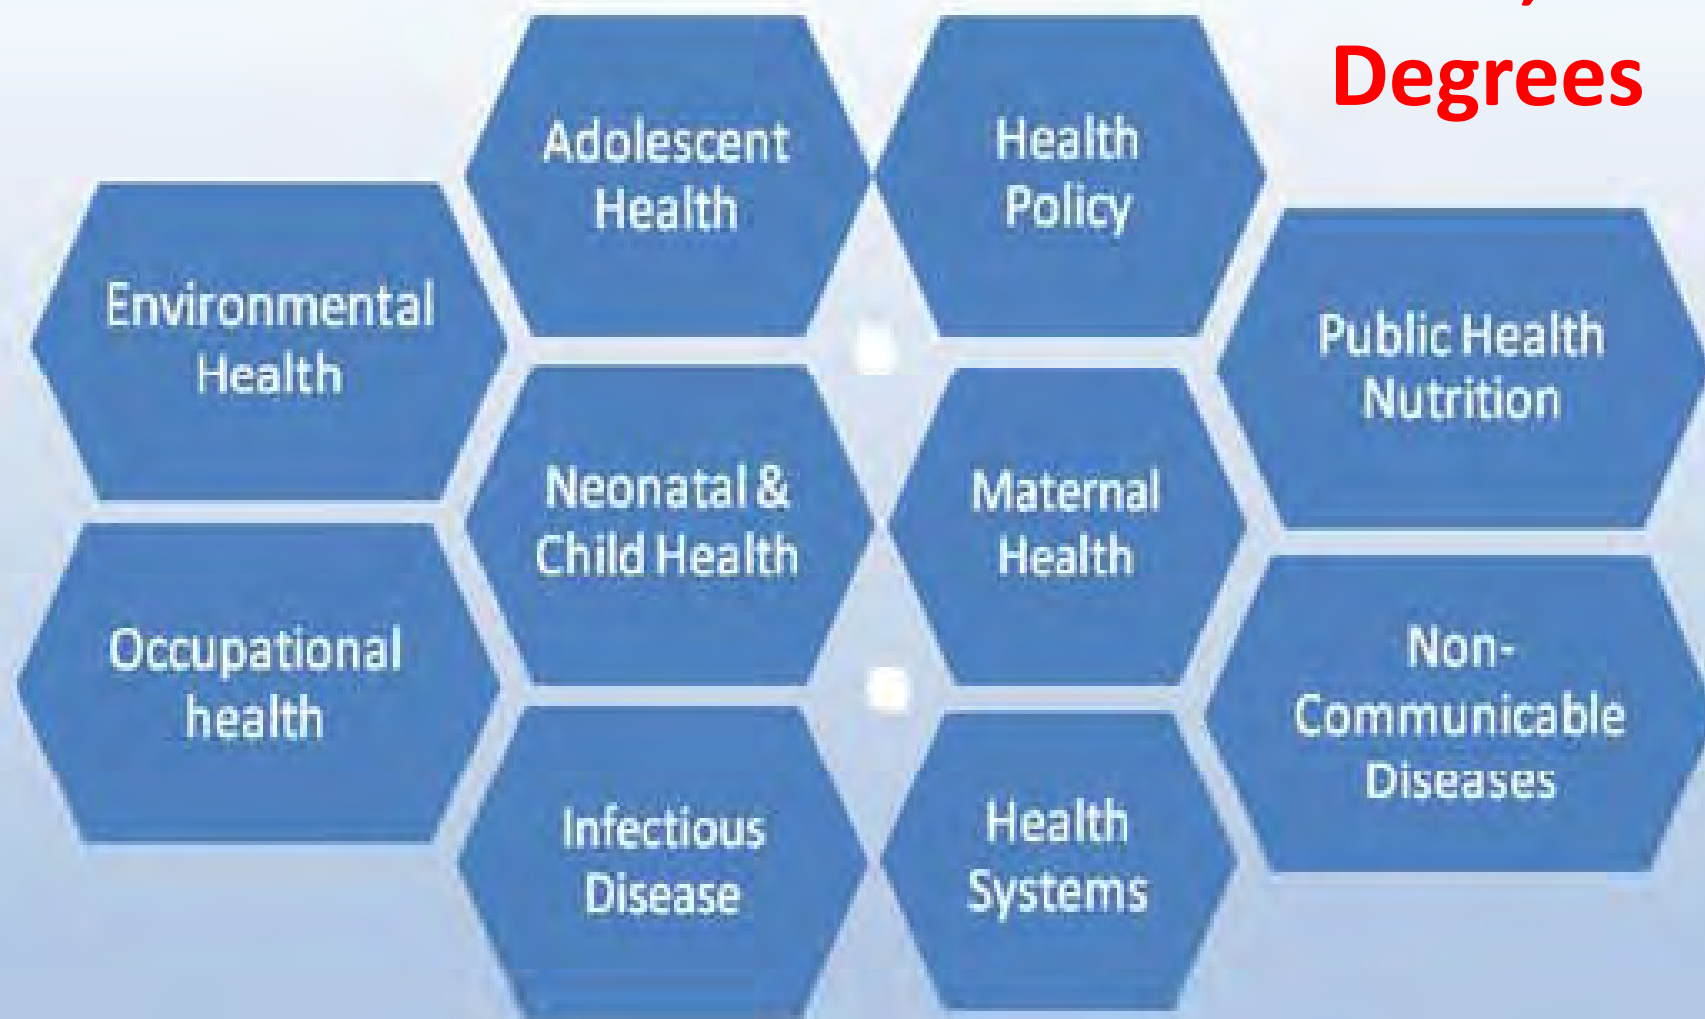 Degrees
Adolescent
Health
Health
Policy
Environmental
Health
Public Health
Nutrition
Neonatal &
Child Health
Maternal
Health
Occupational
health
Non-
Communicable
Diseases
Infectious
Disease
Health
Systems